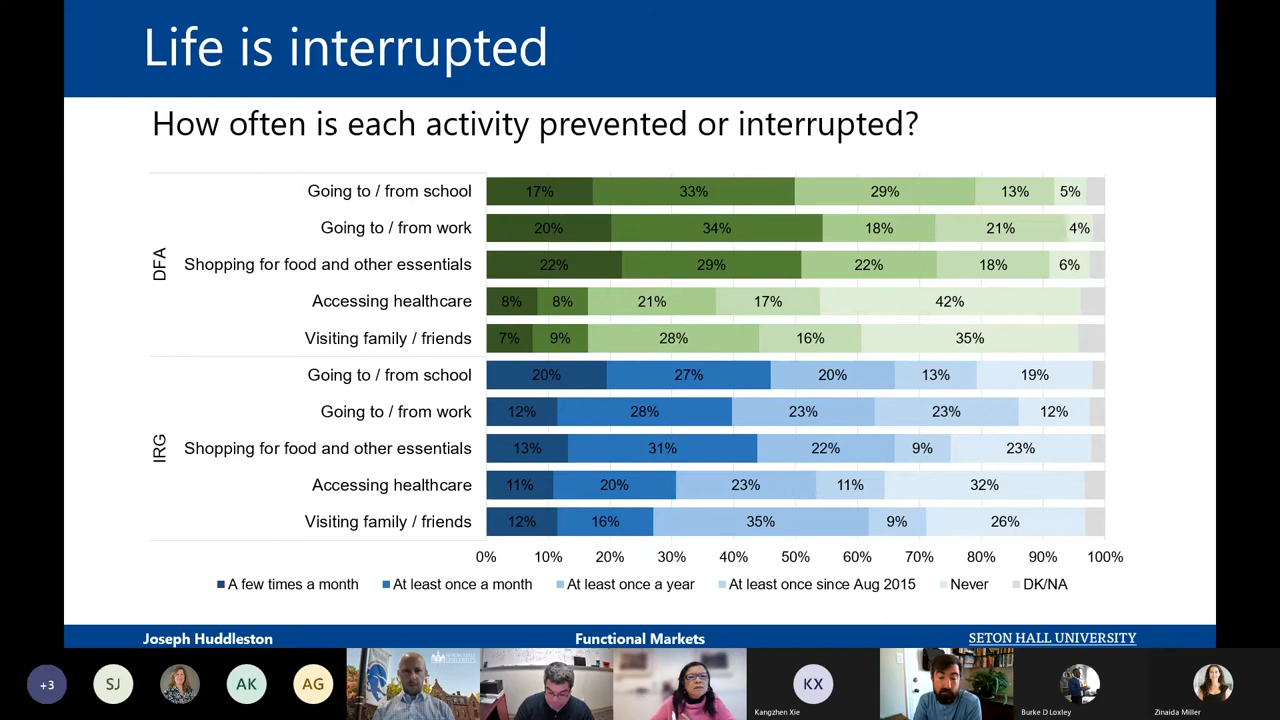 Life is interrupted
How often is each activity prevented or interrupted?
DFA
Going to / from school 17% 33% 29% 13% 5%
Going to / from work 20% 34% 18% 21% 4%
Shopping for food and other essentials 22% 29% 22% 18% 6%
Accessing healthcare 8% 8% 21% 17% 42%
Visiting family / friends 7% 9% 28% 16% 35%
IRG
Going to / from school 20% 27% 20% 13% 19%
Going to / from work 12% 28% 23% 23% 12%
Shopping for food and other essentials 13% 31% 22% 9% 23%
Accessing healthcare 11% 20% 23% 11% 32%
Visiting family / friends 12% 16% 35% 9% 26%
0% 10% 20% 30% 40% 50% 60% 70% 80% 90% 100%
A few times a month At least once a month At least once a year At least once since Aug 2015 Never DK/NA
Joseph Huddleston Functional Markets SETON HALL UNIVERSITY
+3 SJ AK AG KX
Kangzhen Xie Burke D Loxley Zinaida Miller